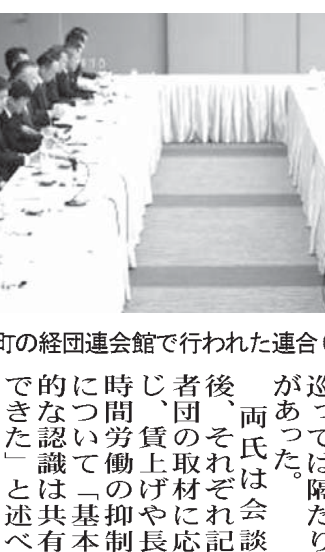 町の経団連会館で行われた連合
巡っては隔たり
があった。
両氏は会談
後、それぞれ記
者団の取材に応
じ、賃上げや長
時間労働の抑制
について「基本
的な認識は共有
できた」と述べ